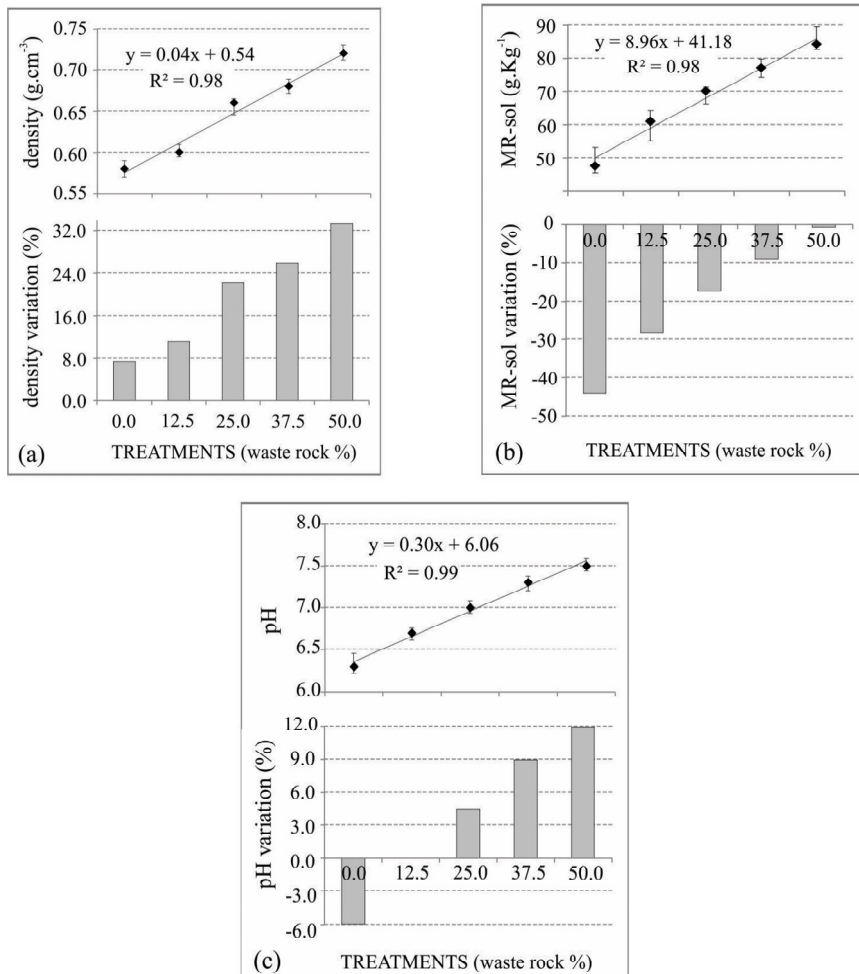 density (g.cm⁻³)
0.75
0.70
0.65
0.60
0.55
y = 0.04x + 0.54
R² = 0.98
density variation (%)
32.0
24.0
16.0
8.0
0.0
0.0 12.5 25.0 37.5 50.0
(a) TREATMENTS (waste rock %)
MR-sol (g.Kg⁻¹)
90
80
70
60
50
y = 8.96x + 41.18
R² = 0.98
MR-sol variation (%)
0
-10
-20
-30
-40
-50
0.0 12.5 25.0 37.5 50.0
(b) TREATMENTS (waste rock %)
pH
8.0
7.5
7.0
6.5
6.0
y = 0.30x + 6.06
R² = 0.99
pH variation (%)
12.0
9.0
6.0
3.0
0.0
-3.0
-6.0
0.0 12.5 25.0 37.5 50.0
(c) TREATMENTS (waste rock %)